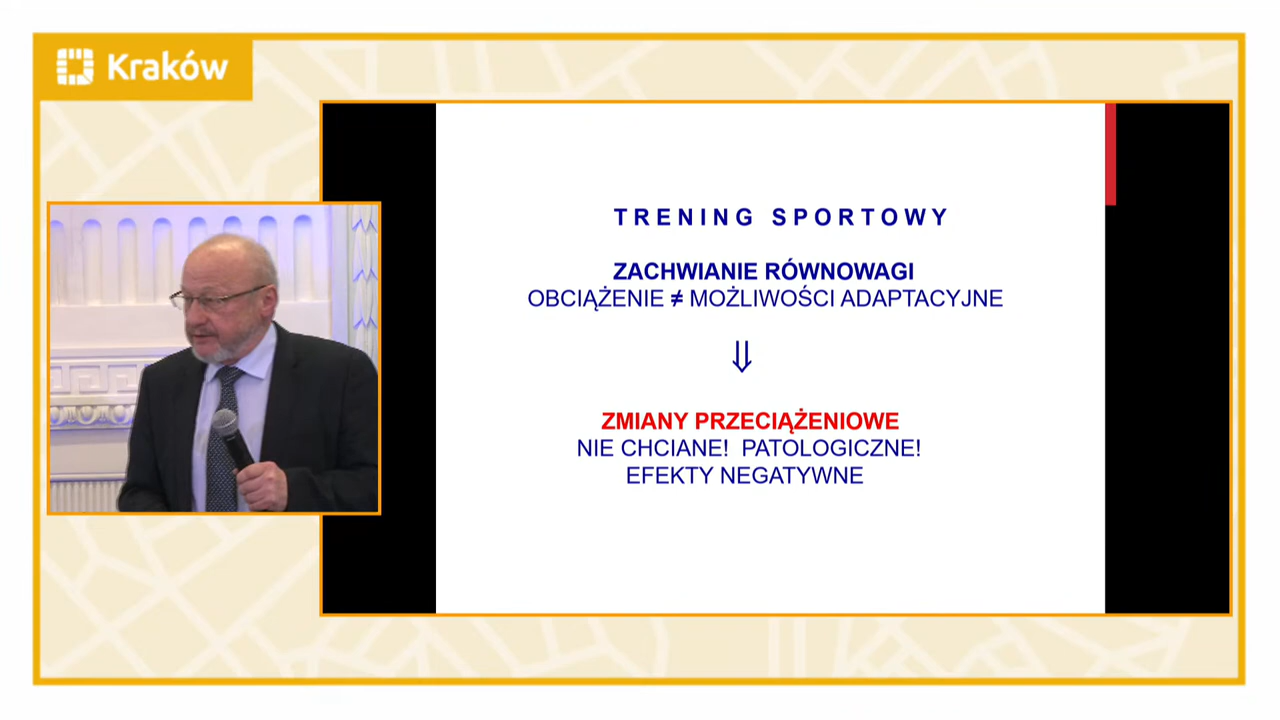 Kraków
TRENING SPORTOWY
ZACHWIANIE RÓWNOWAGI
OBCIĄŻENIE ≠ MOŻLIWOŚCI ADAPTACYJNE
⇓
ZMIANY PRZECIĄŻENIOWE
NIE CHCIANE! PATOLOGICZNE!
EFEKTY NEGATYWNE